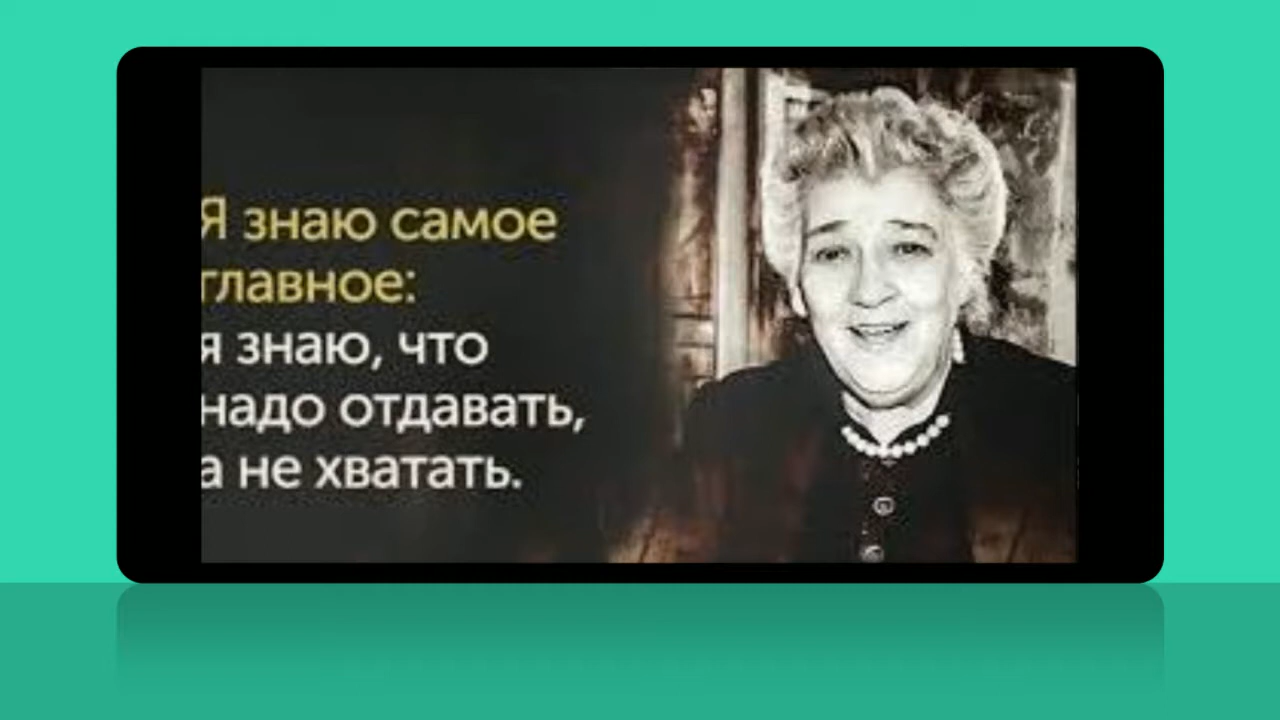 Я знаю самое
главное:
я знаю, что
надо отдавать,
а не хватать.